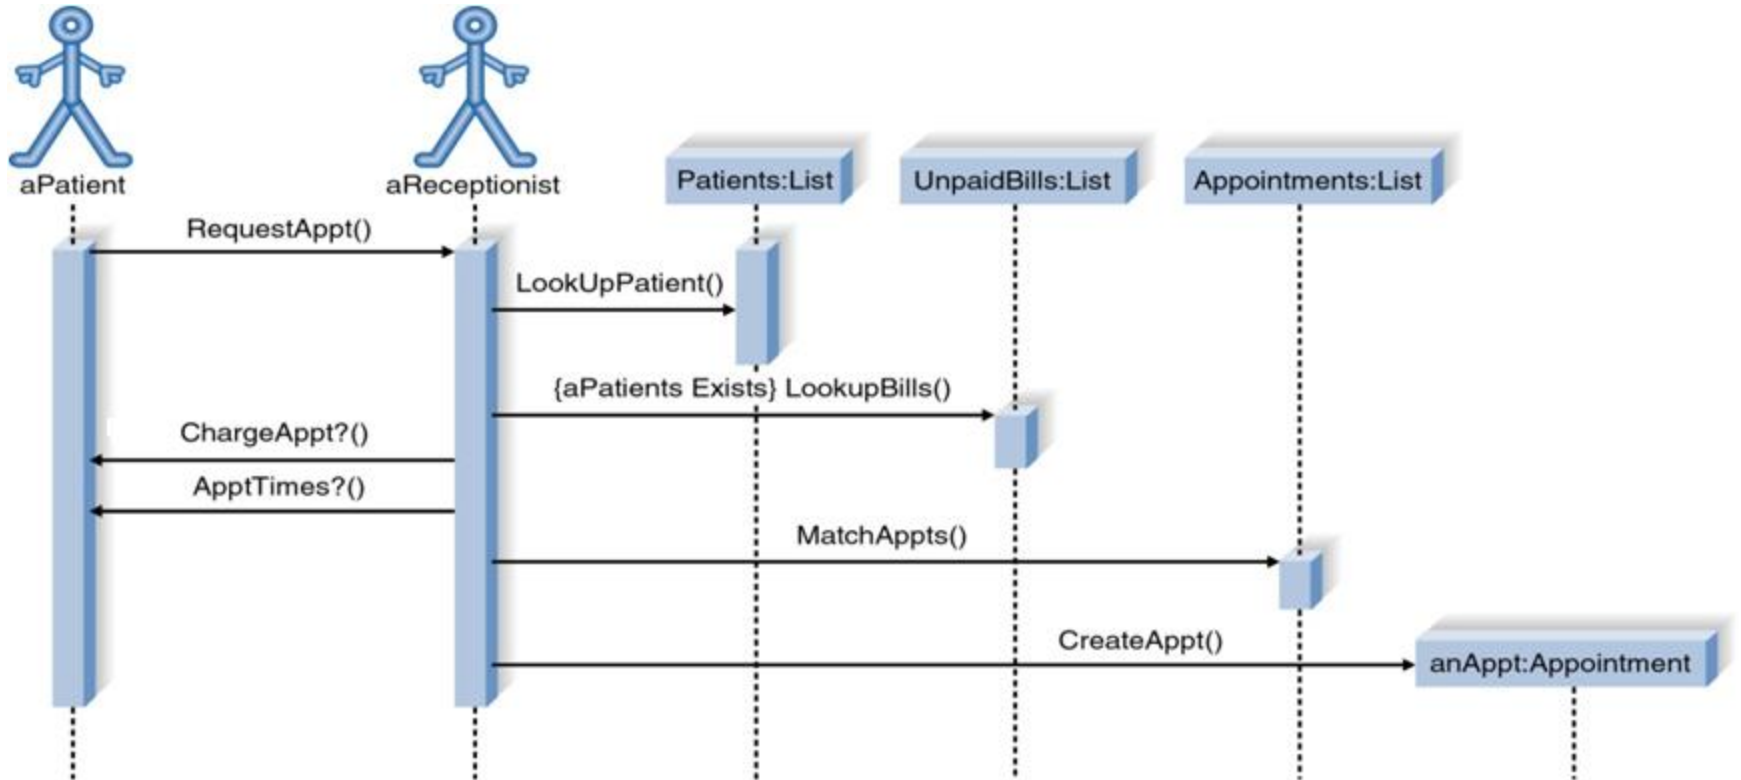 aPatient
aReceptionist
Patients:List
UnpaidBills:List
Appointments:List
RequestAppt()
LookUpPatient()
{aPatients Exists} LookupBills()
ChargeAppt?()
ApptTimes?()
MatchAppts()
CreateAppt()
anAppt:Appointment